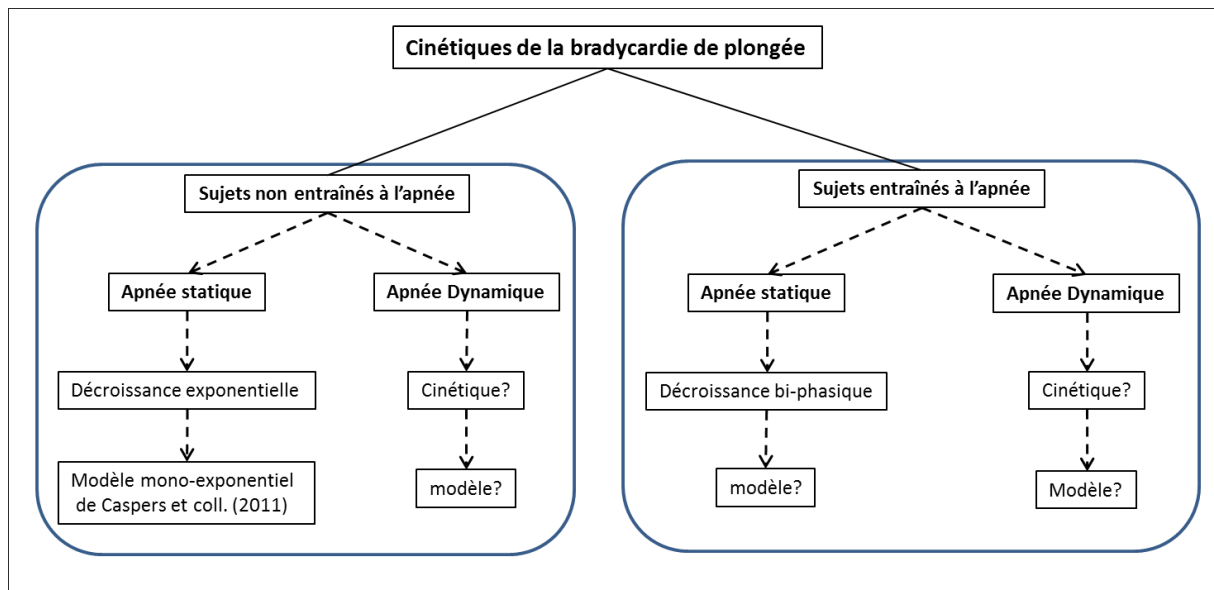 Cinétiques de la bradycardie de plongée
Sujets non entraînés à l'apnée
Apnée statique
Apnée Dynamique
Décroissance exponentielle
Cinétique?
Modèle mono-exponentiel
de Caspers et coll. (2011)
modèle?
Sujets entraînés à l'apnée
Apnée statique
Apnée Dynamique
Décroissance bi-phasique
Cinétique?
modèle?
Modèle?